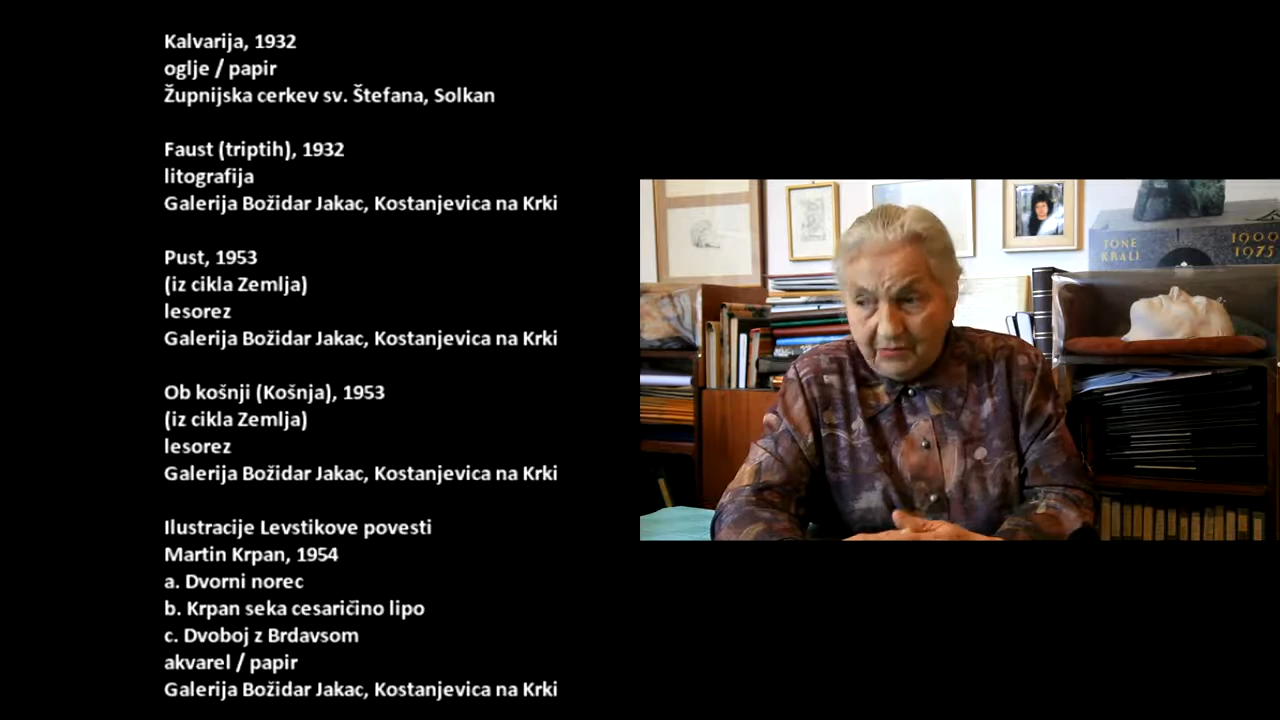 Kalvarija, 1932
oglje / papir
Župnijska cerkev sv. Štefana, Solkan
Faust (triptih), 1932
litografija
Galerija Božidar Jakac, Kostanjevica na Krki
Pust, 1953
(iz cikla Zemlja)
lesorez
Galerija Božidar Jakac, Kostanjevica na Krki
Ob košnji (Košnja), 1953
(iz cikla Zemlja)
lesorez
Galerija Božidar Jakac, Kostanjevica na Krki
Ilustracije Levstikove povesti
Martin Krpan, 1954
a. Dvorni norec
b. Krpan seka cesaričino lipo
c. Dvoboj z Brdavsom
akvarel / papir
Galerija Božidar Jakac, Kostanjevica na Krki
TONE
KRALJ
1900
1975